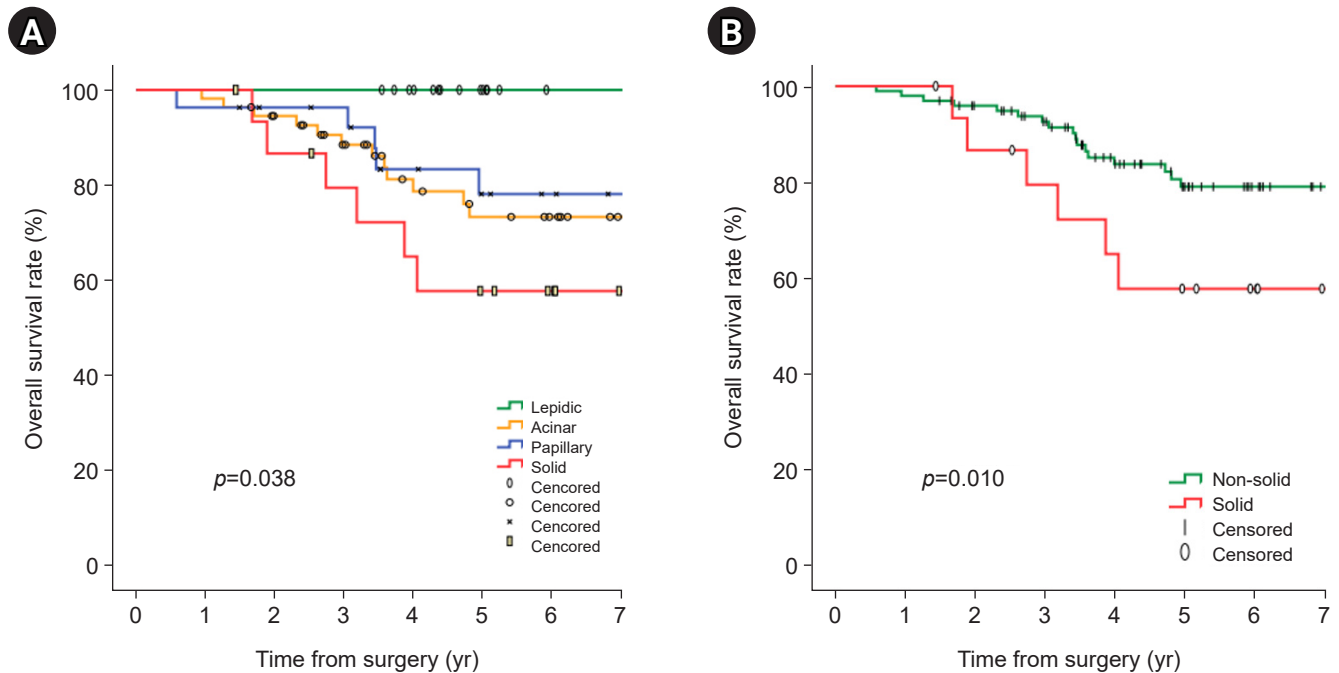 A
Overall survival rate (%)
100
80
60
40
20
0
p=0.038
Lepidic
Acinar
Papillary
Solid
Cencored
Cencored
Cencored
Cencored
0 1 2 3 4 5 6 7
Time from surgery (yr)
B
Overall survival rate (%)
100
80
60
40
20
0
p=0.010
Non-solid
Solid
Censored
Censored
0 1 2 3 4 5 6 7
Time from surgery (yr)